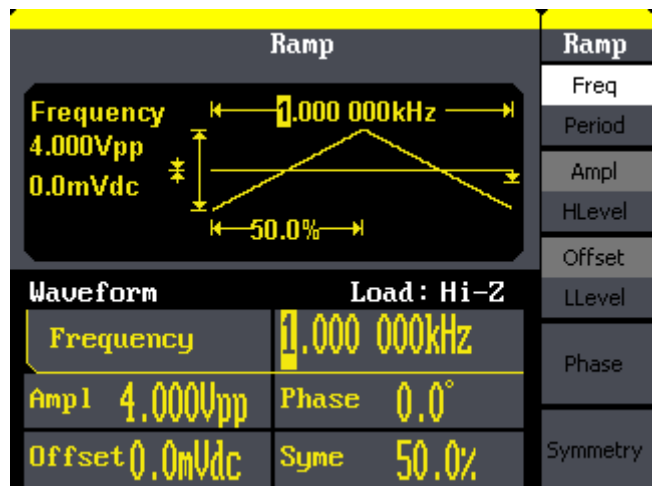 Ramp
Frequency
1.000 000kHz
4.000Vpp
0.0mVdc
50.0%
Waveform
Load: Hi-Z
Frequency
1.000 000kHz
Ampl 4.000Vpp
Phase 0.0°
Offset 0.0mVdc
Syme 50.0%
Ramp
Freq
Period
Ampl
HLevel
Offset
LLevel
Phase
Symmetry